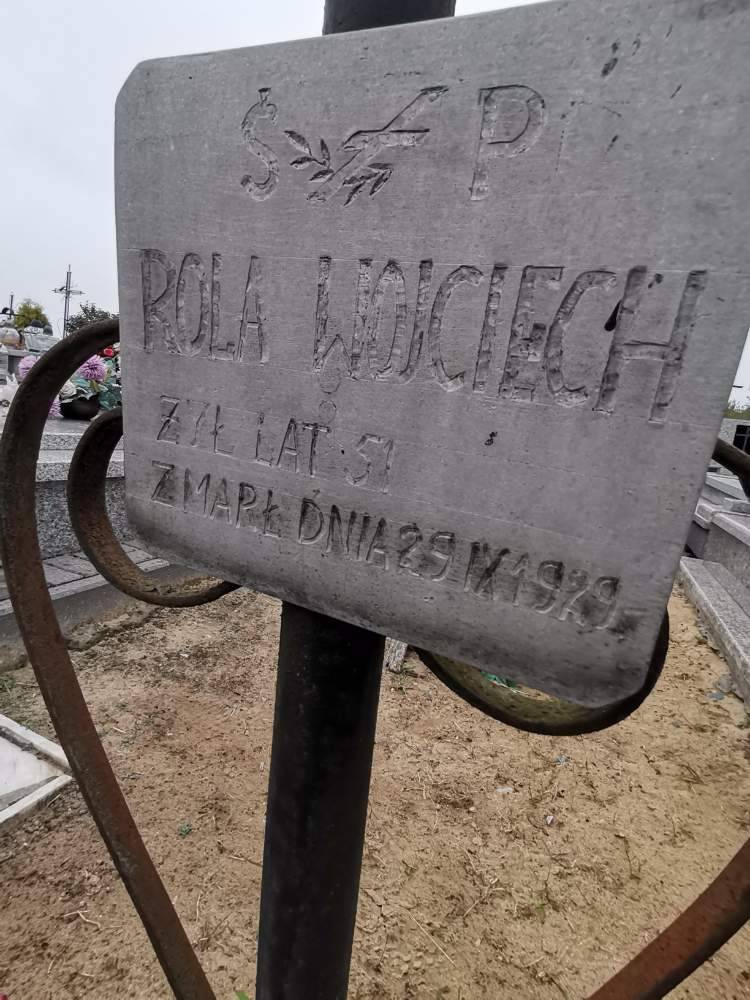 Ś P
ROLA WOJCIECH
ŻYŁ LAT 51
ZMARŁ DNIA 29 IX 1929.